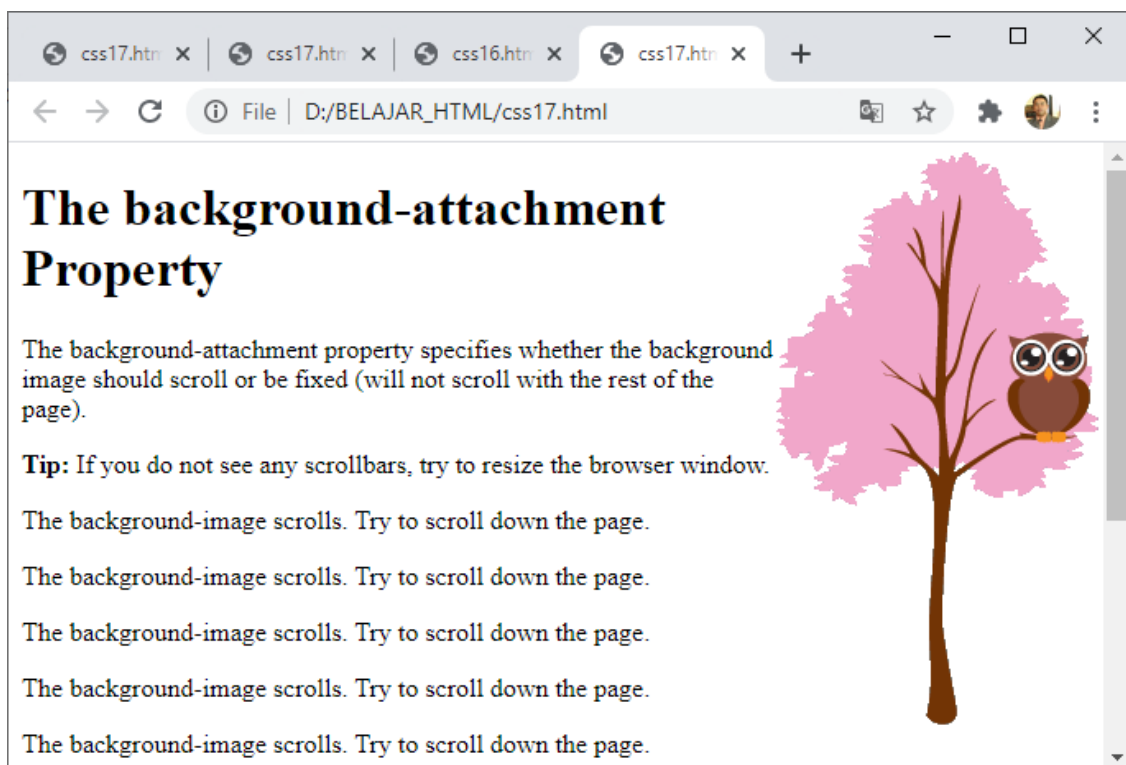 css17.htm css17.htm css16.htm css17.htm
File D:/BELAJAR_HTML/css17.html
The background-attachment
Property
The background-attachment property specifies whether the background
image should scroll or be fixed (will not scroll with the rest of the
page).
Tip: If you do not see any scrollbars, try to resize the browser window.
The background-image scrolls. Try to scroll down the page.
The background-image scrolls. Try to scroll down the page.
The background-image scrolls. Try to scroll down the page.
The background-image scrolls. Try to scroll down the page.
The background-image scrolls. Try to scroll down the page.